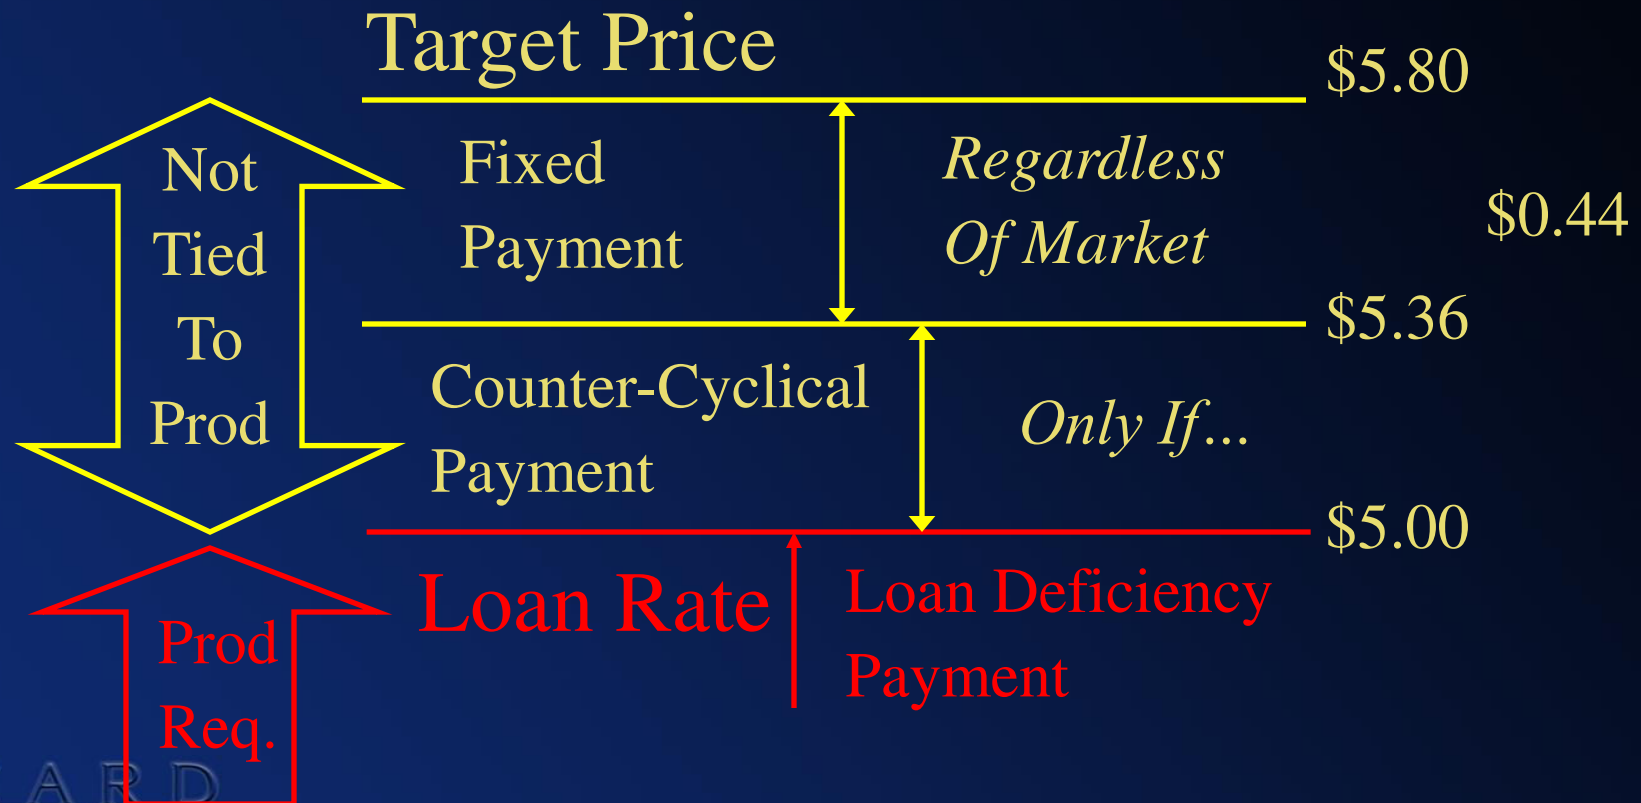 Target Price
$5.80
Not
Tied
To
Prod
Fixed
Payment
Regardless
Of Market
$0.44
$5.36
Counter-Cyclical
Payment
Only If...
$5.00
Prod
Req.
Loan Rate
Loan Deficiency
Payment
ARD